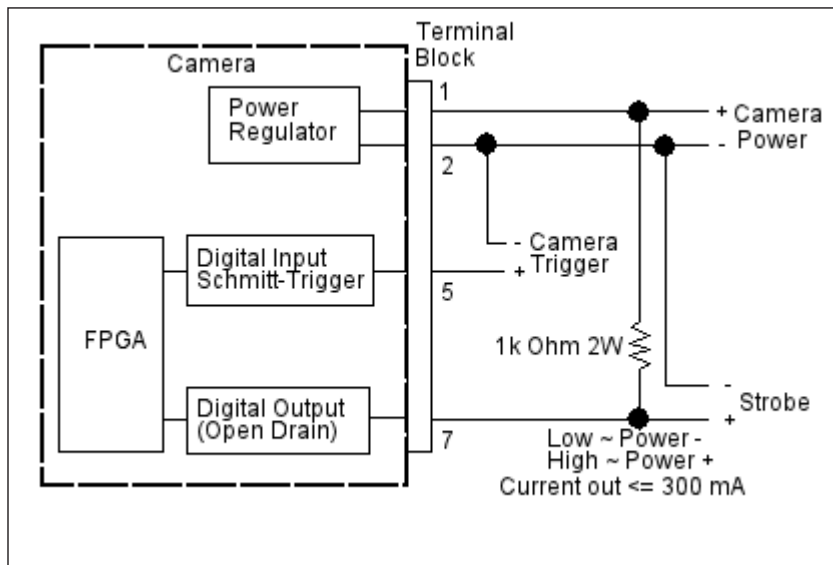 Terminal
Block
Camera
1
Power
Regulator
+ Camera
- Power
2
Digital Input
Schmitt-Trigger
- Camera
+ Trigger
5
FPGA
1k Ohm 2W
Digital Output
(Open Drain)
-
Strobe
+
7
Low ~ Power -
High ~ Power +
Current out <= 300 mA